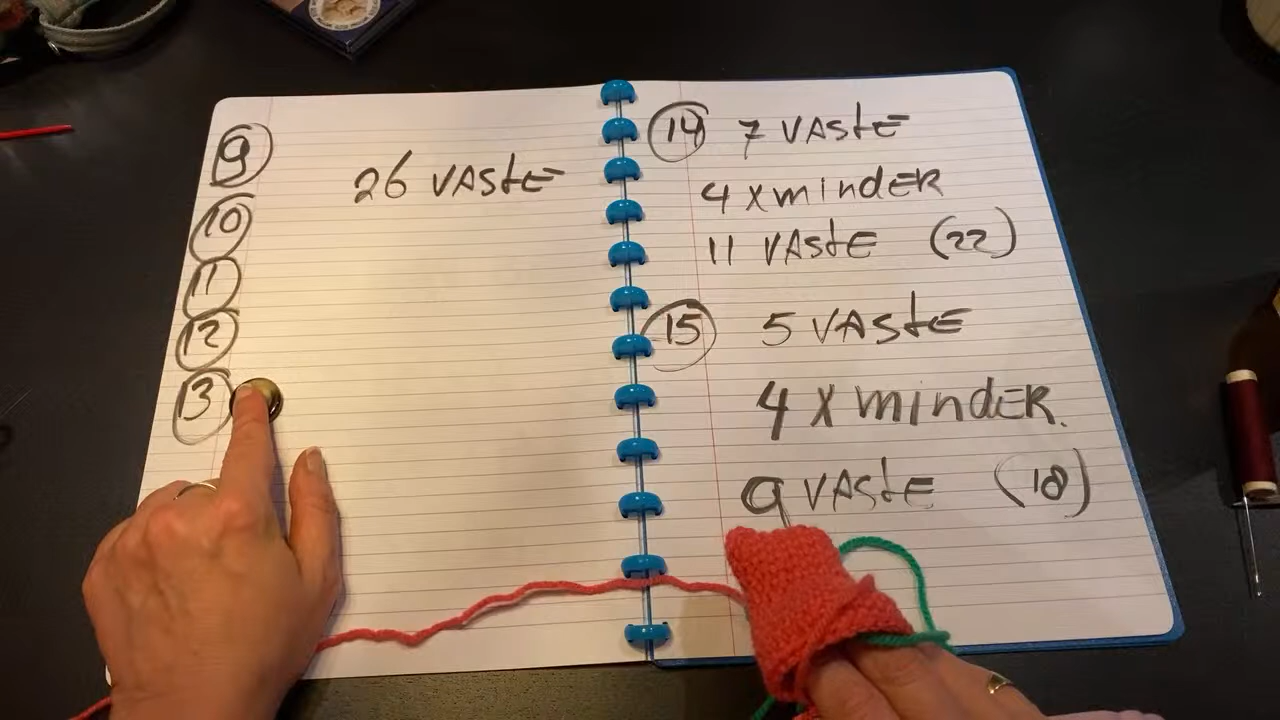 9
26 VASTE
10
11
12
13
14 7 VASTE
4 X minder
11 VASTE (22)
15 5 VASTE
4 X minder.
9 VASTE (18)